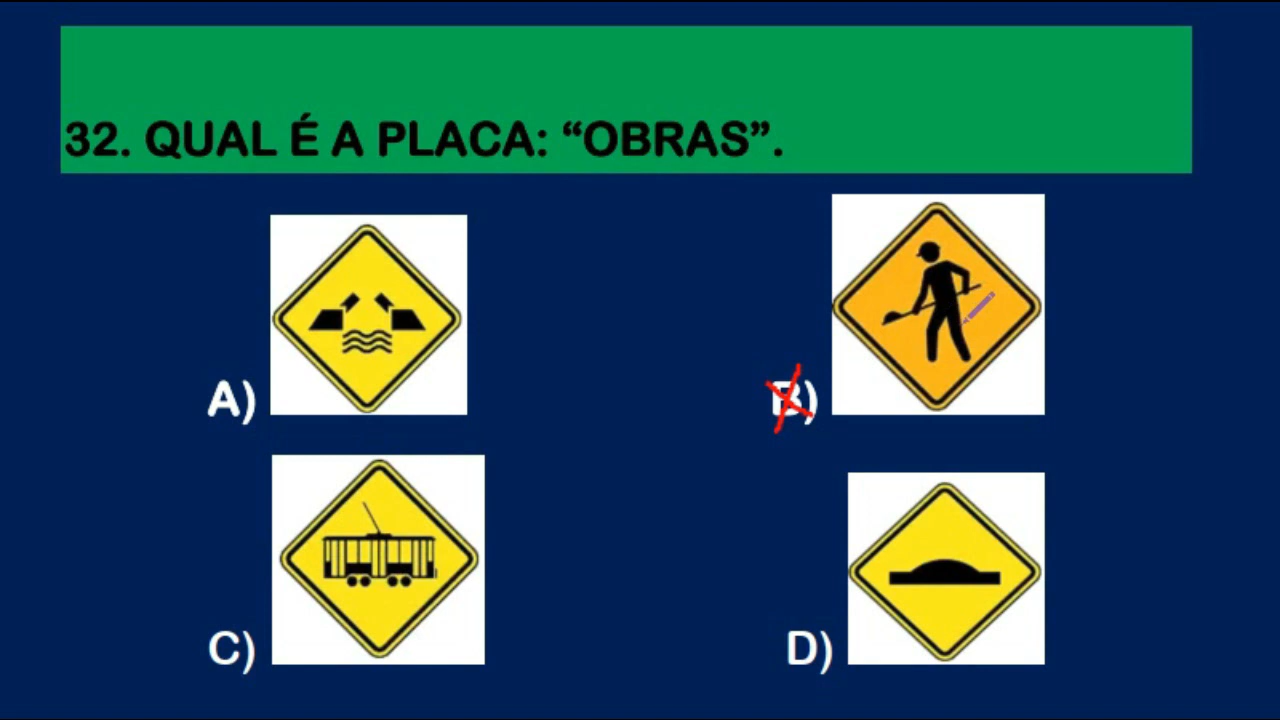 32. QUAL É A PLACA: “OBRAS”.
A)
B)
C)
D)